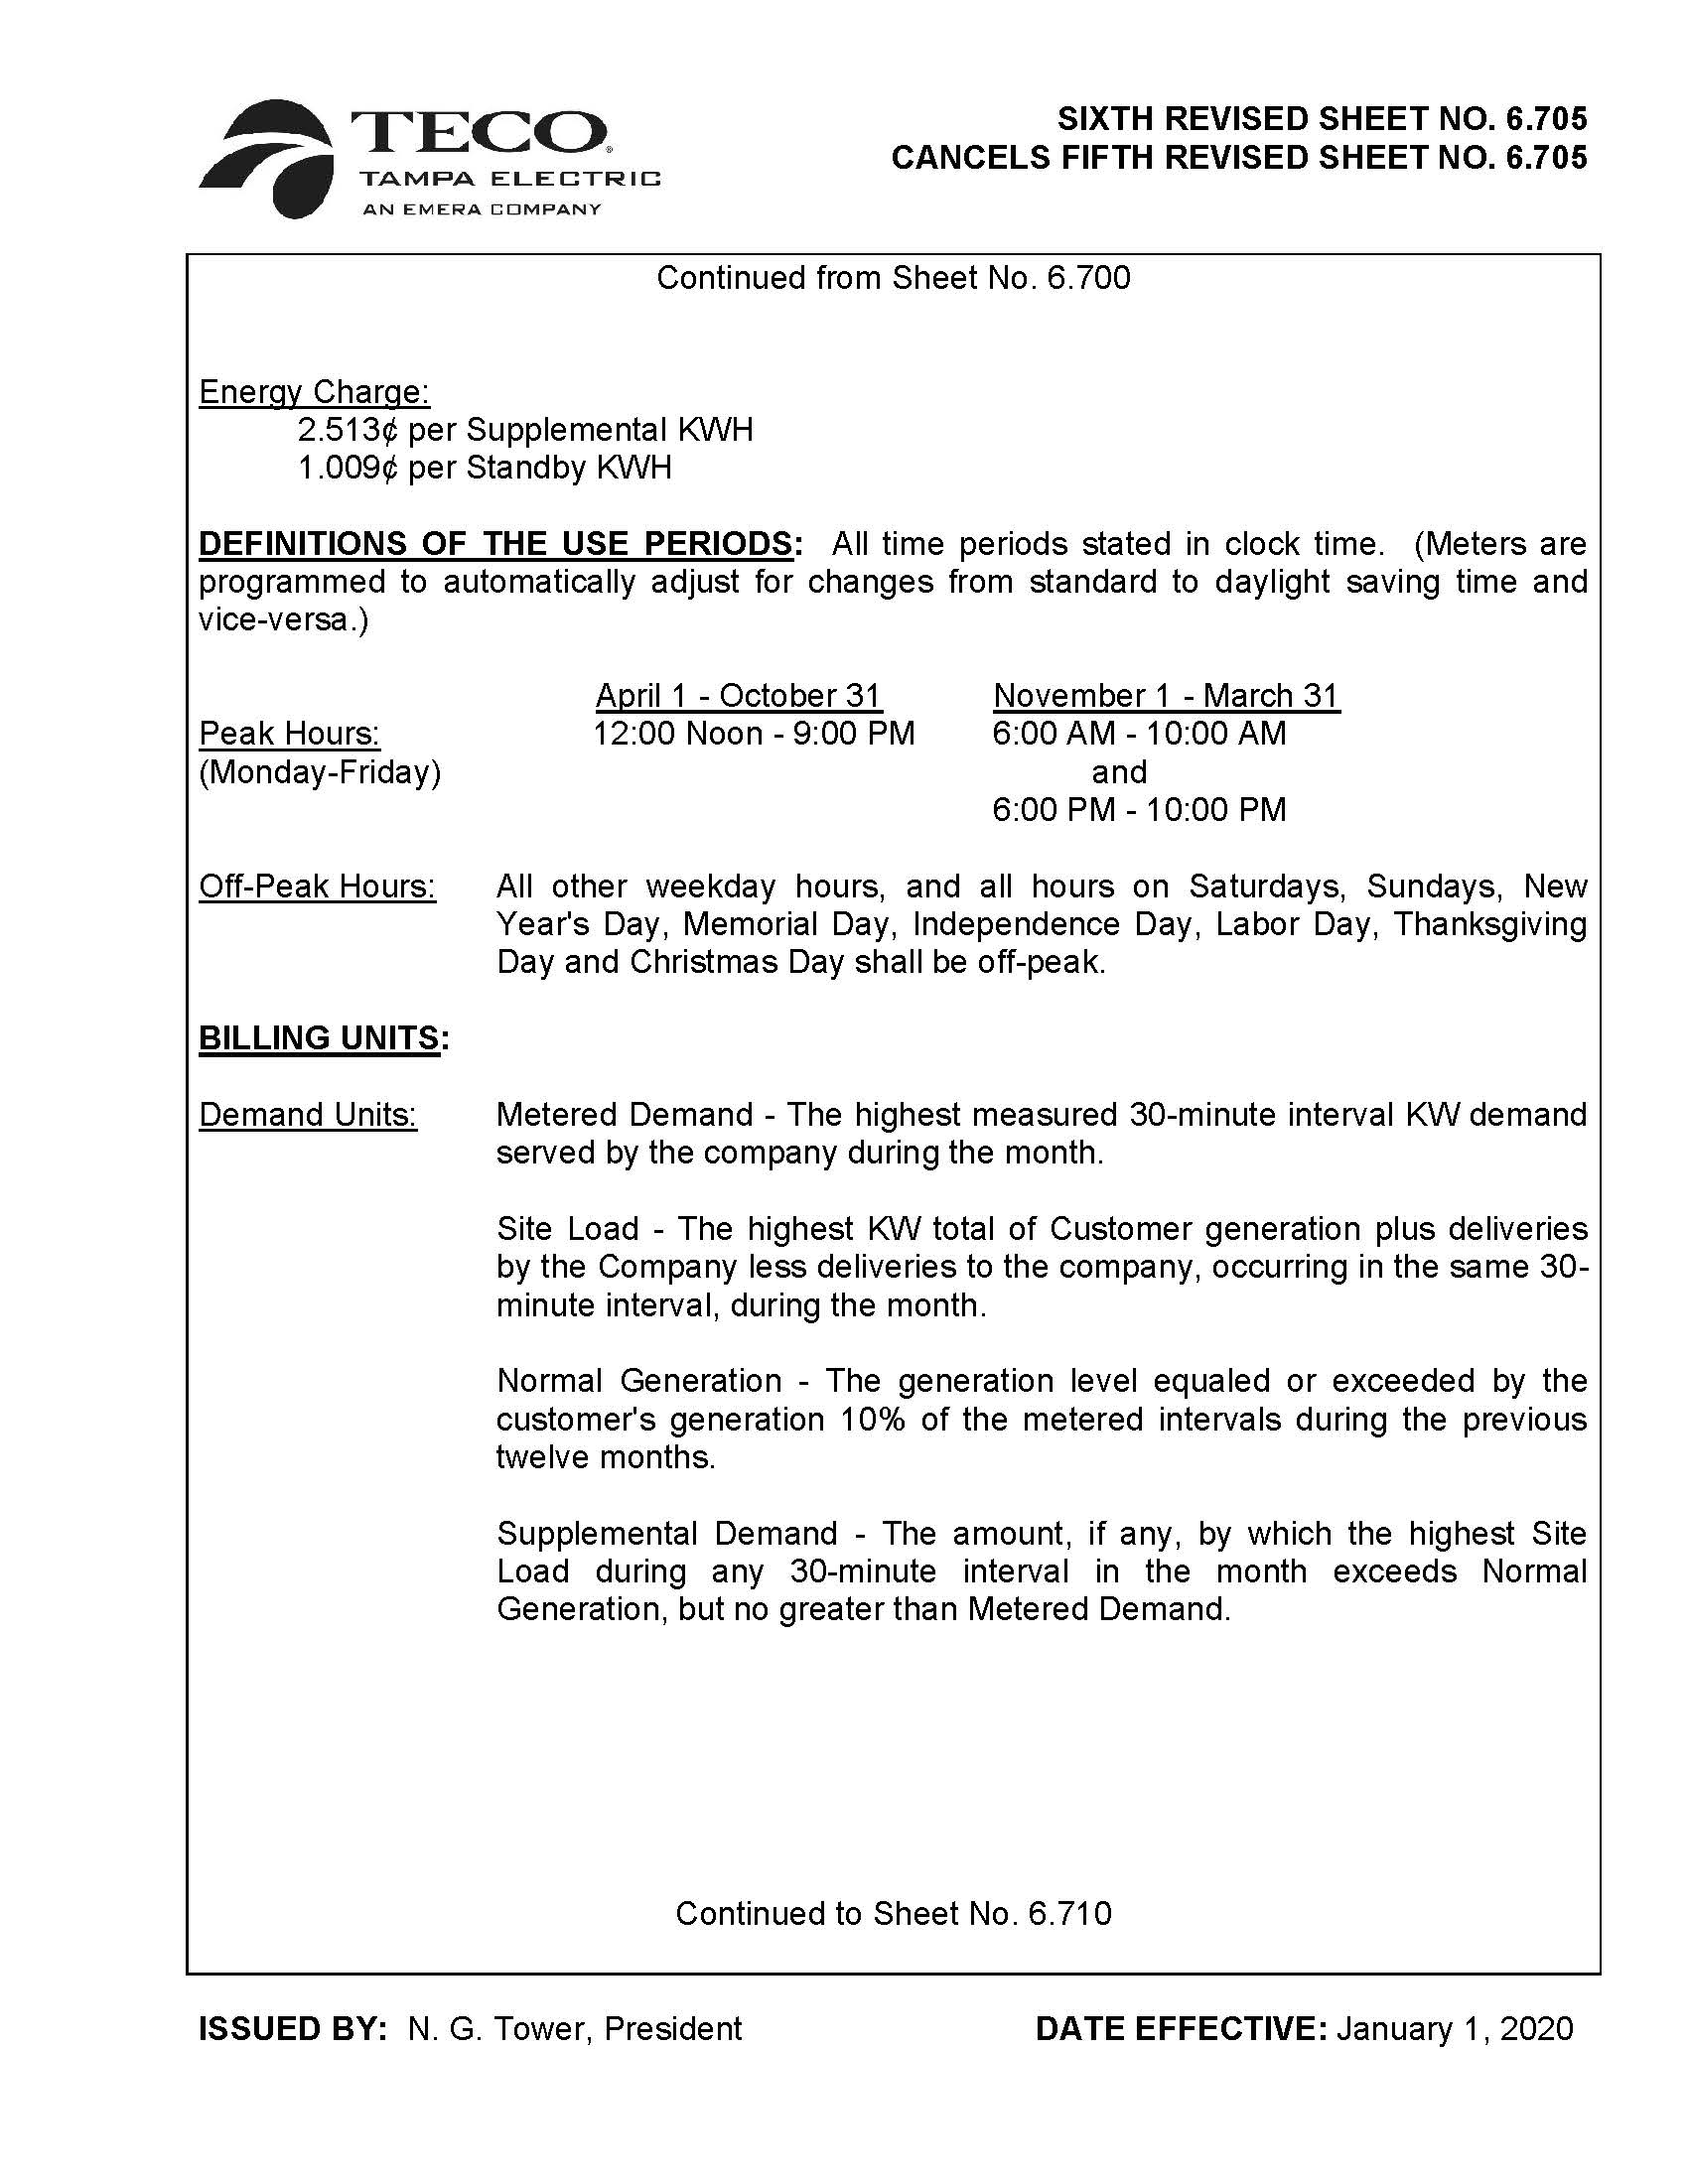 TECO®
TAMPA ELECTRIC
AN EMERA COMPANY
SIXTH REVISED SHEET NO. 6.705
CANCELS FIFTH REVISED SHEET NO. 6.705
Continued from Sheet No. 6.700
Energy Charge:
2.513¢ per Supplemental KWH
1.009¢ per Standby KWH
DEFINITIONS OF THE USE PERIODS: All time periods stated in clock time. (Meters are
programmed to automatically adjust for changes from standard to daylight saving time and
vice-versa.)
April 1 - October 31 November 1 - March 31
Peak Hours: 12:00 Noon - 9:00 PM 6:00 AM - 10:00 AM
(Monday-Friday) and
6:00 PM - 10:00 PM
Off-Peak Hours: All other weekday hours, and all hours on Saturdays, Sundays, New
Year's Day, Memorial Day, Independence Day, Labor Day, Thanksgiving
Day and Christmas Day shall be off-peak.
BILLING UNITS:
Demand Units: Metered Demand - The highest measured 30-minute interval KW demand
served by the company during the month.
Site Load - The highest KW total of Customer generation plus deliveries
by the Company less deliveries to the company, occurring in the same 30-
minute interval, during the month.
Normal Generation - The generation level equaled or exceeded by the
customer's generation 10% of the metered intervals during the previous
twelve months.
Supplemental Demand - The amount, if any, by which the highest Site
Load during any 30-minute interval in the month exceeds Normal
Generation, but no greater than Metered Demand.
Continued to Sheet No. 6.710
ISSUED BY: N. G. Tower, President DATE EFFECTIVE: January 1, 2020